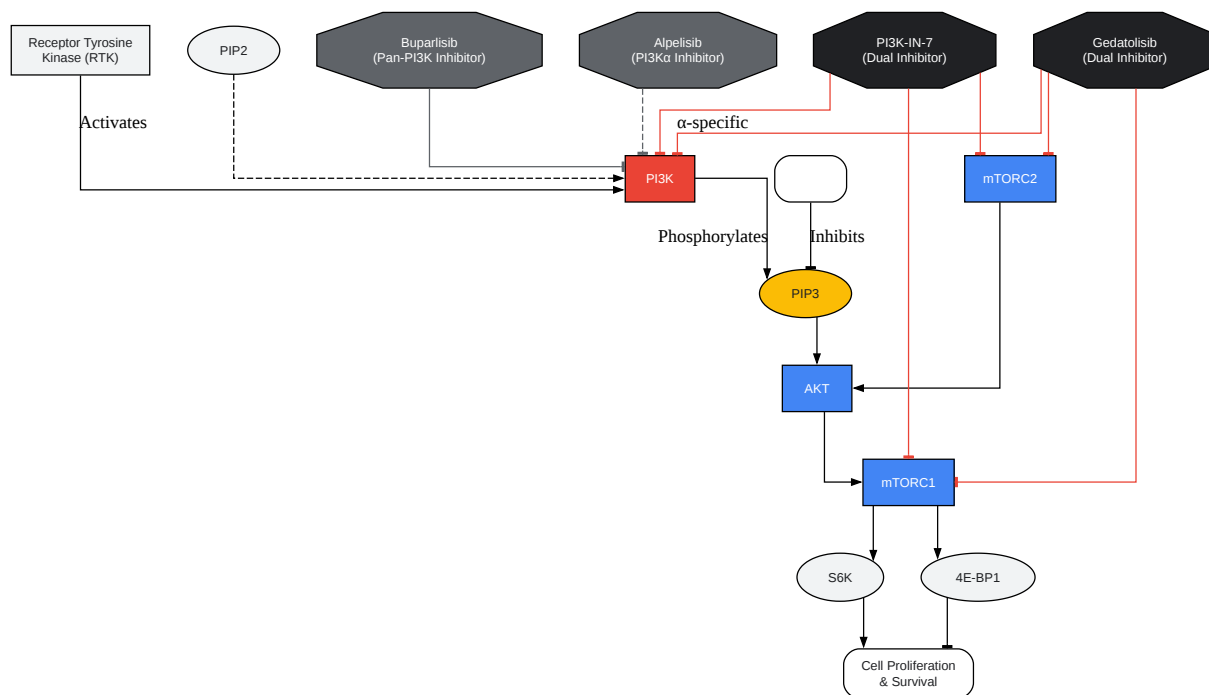 Receptor Tyrosine
Kinase (RTK)
PIP2
Buparlisib
(Pan-PI3K Inhibitor)
Alpelisib
(PI3Kα Inhibitor)
PI3K-IN-7
(Dual Inhibitor)
Gedatolisib
(Dual Inhibitor)
Activates
α-specific
PI3K
mTORC2
Phosphorylates
Inhibits
PIP3
AKT
mTORC1
S6K
4E-BP1
Cell Proliferation
& Survival